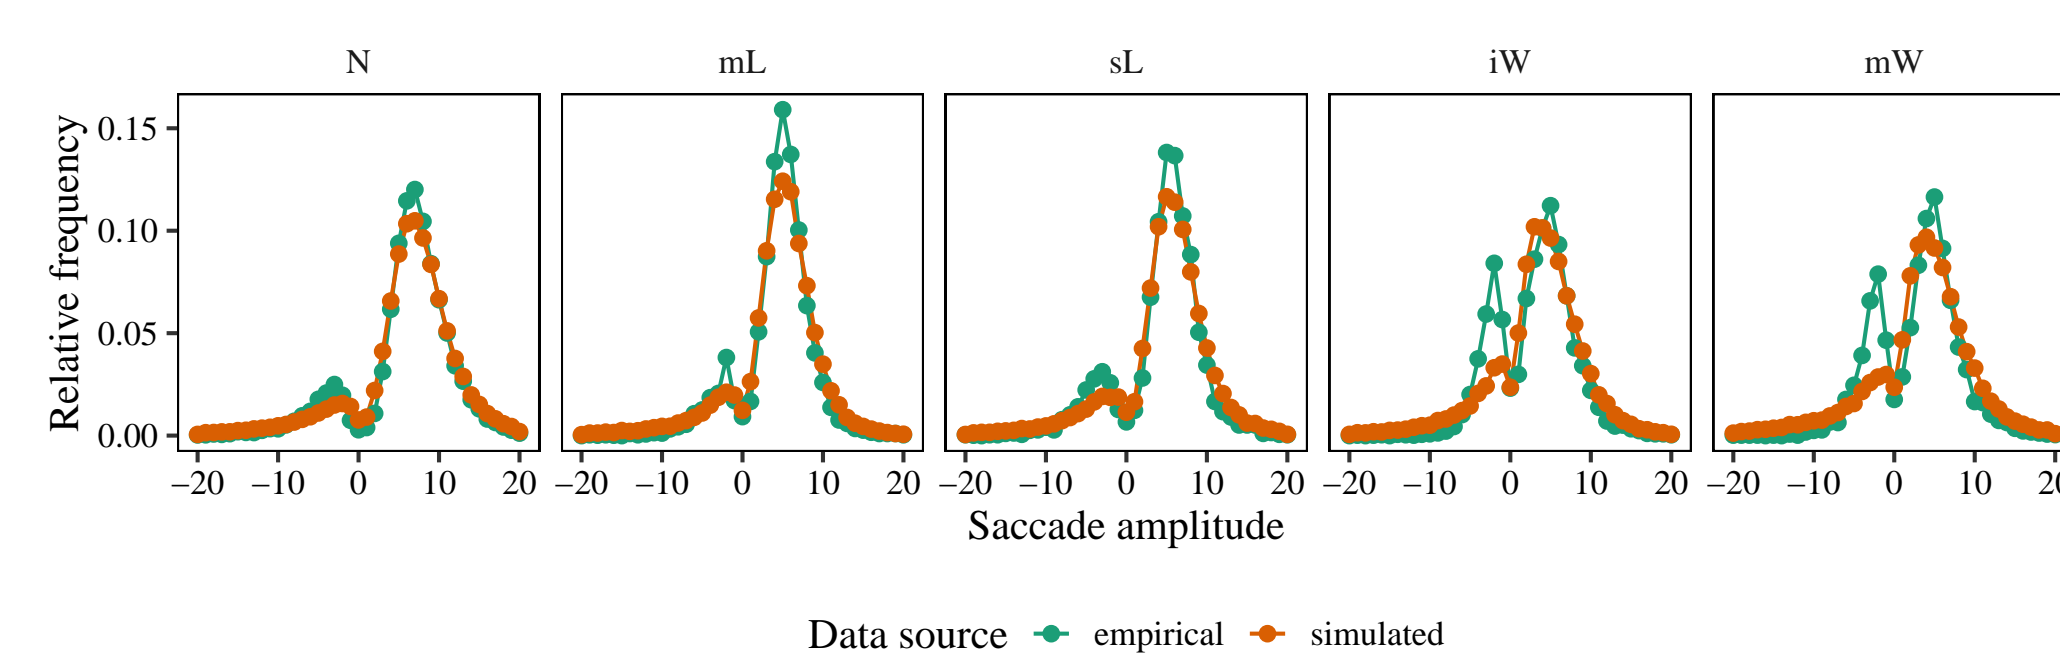 N mL sL iW mW
Relative frequency
0.15
0.10
0.05
0.00
−20 −10 0 10 20 −20 −10 0 10 20 −20 −10 0 10 20 −20 −10 0 10 20 −20 −10 0 10 20
Saccade amplitude
Data source empirical simulated